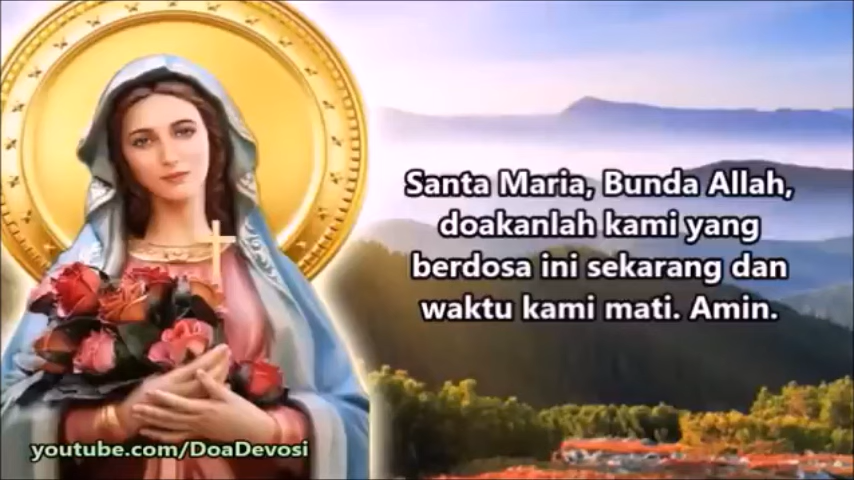 Santa Maria, Bunda Allah,
doakanlah kami yang
berdosa ini sekarang dan
waktu kami mati. Amin.
youtube.com/DoaDevosi